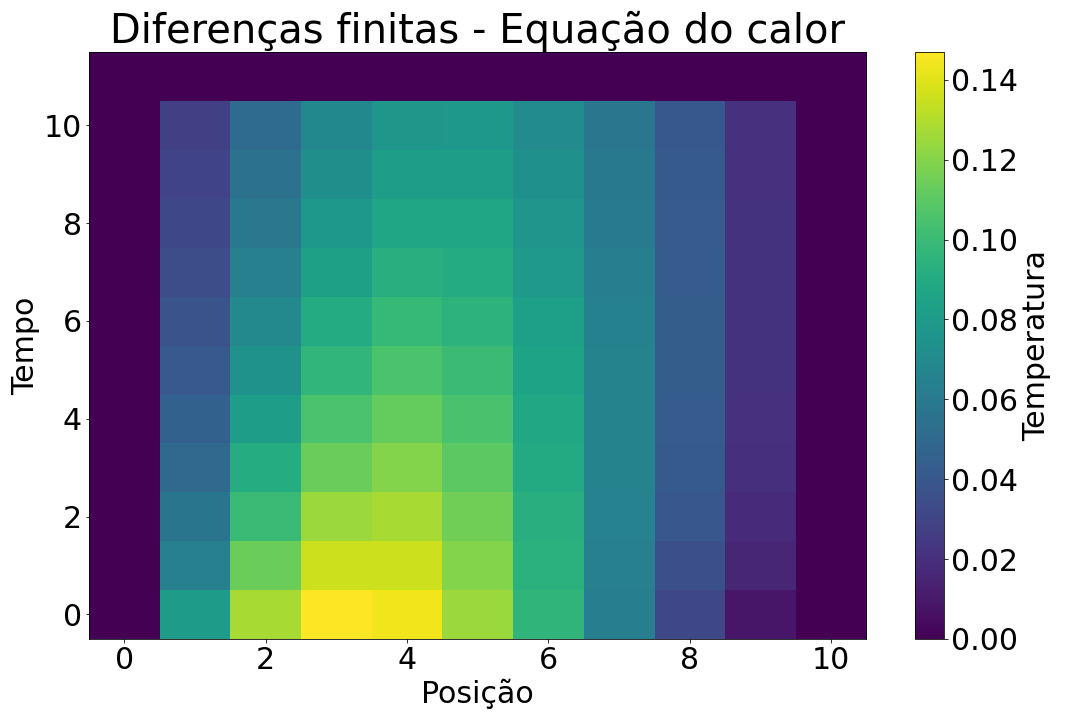 Diferenças finitas - Equação do calor
Tempo
10
8
6
4
2
0
0 2 4 6 8 10
Posição
0.14
0.12
0.10
0.08
0.06
0.04
0.02
0.00
Temperatura